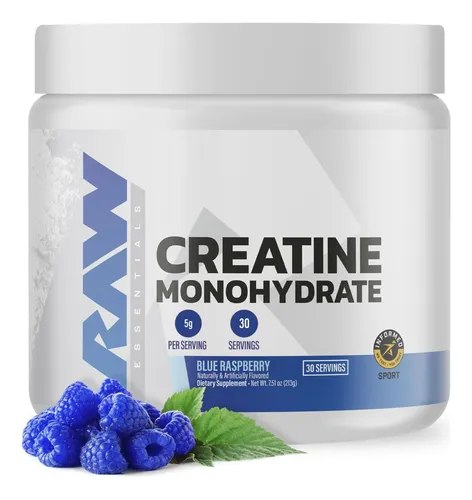 RAW
ESSENTIALS
CREATINE
MONOHYDRATE
5g
PER SERVING
30
SERVINGS
BLUE RASPBERRY
Naturally & Artificially Flavored
Dietary Supplement • Net Wt. 7.51 oz (213g)
30 SERVINGS
INFORMED
SPORT